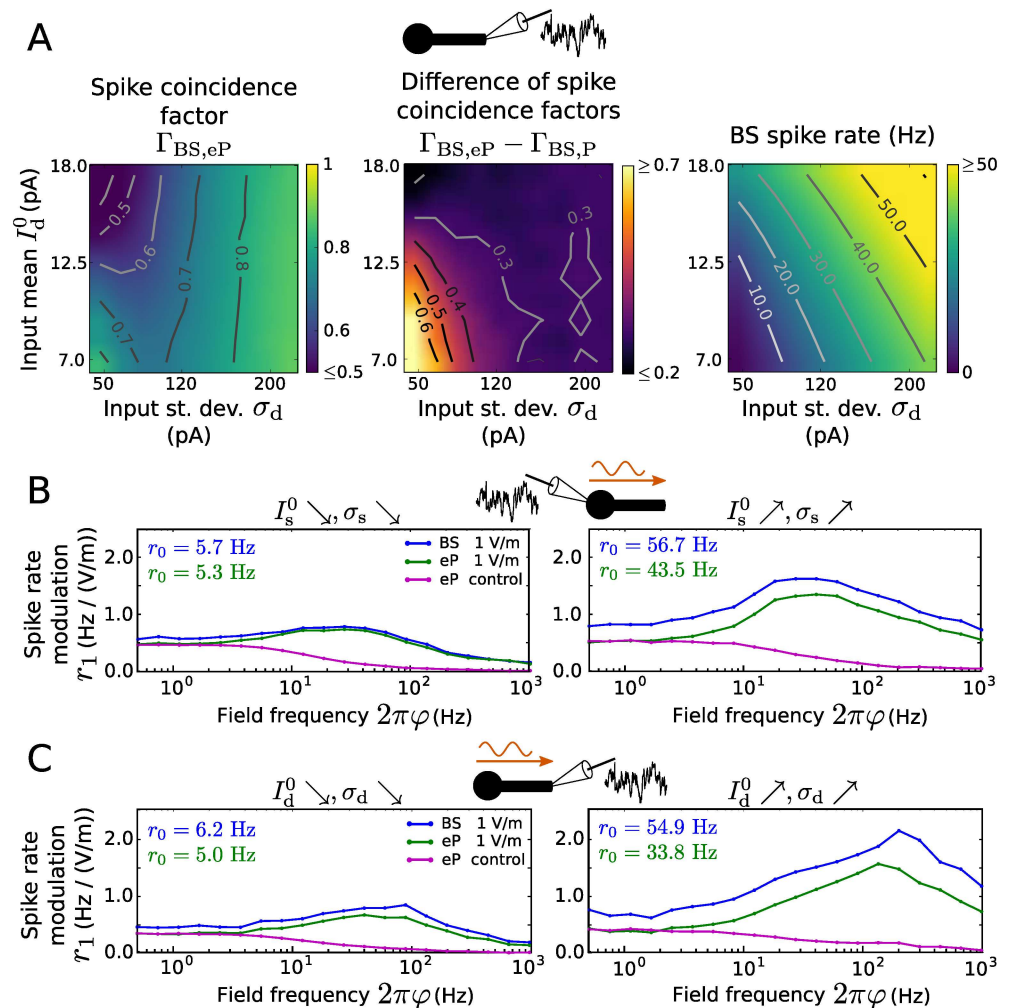 A
Spike coincidence
factor
Γ_BS,eP
Difference of spike
coincidence factors
Γ_BS,eP − Γ_BS,P
BS spike rate (Hz)
Input mean I_d^0 (pA)
18.0
12.5
7.0
0.5
0.6
0.7
0.8
0.7
50
120
200
Input st. dev. σ_d
(pA)
1
0.8
0.6
≤0.5
18.0
12.5
7.0
0.3
0.3
0.4
0.5
0.6
50
120
200
Input st. dev. σ_d
(pA)
≥0.7
≤0.2
18.0
12.5
7.0
10.0
20.0
30.0
40.0
50.0
50
120
200
Input st. dev. σ_d
(pA)
≥50
0
B
I_s^0 ↘, σ_s ↘
I_s^0 ↗, σ_s ↗
Spike rate
modulation
r_1 (Hz / (V/m))
2.0
1.0
0.0
r_0 = 5.7 Hz
r_0 = 5.3 Hz
BS 1 V/m
eP 1 V/m
eP control
10^0
10^1
10^2
10^3
Field frequency 2πφ (Hz)
2.0
1.0
0.0
r_0 = 56.7 Hz
r_0 = 43.5 Hz
10^0
10^1
10^2
10^3
Field frequency 2πφ (Hz)
C
I_d^0 ↘, σ_d ↘
I_d^0 ↗, σ_d ↗
Spike rate
modulation
r_1 (Hz / (V/m))
2.0
1.0
0.0
r_0 = 6.2 Hz
r_0 = 5.0 Hz
BS 1 V/m
eP 1 V/m
eP control
10^0
10^1
10^2
10^3
Field frequency 2πφ (Hz)
2.0
1.0
0.0
r_0 = 54.9 Hz
r_0 = 33.8 Hz
10^0
10^1
10^2
10^3
Field frequency 2πφ (Hz)